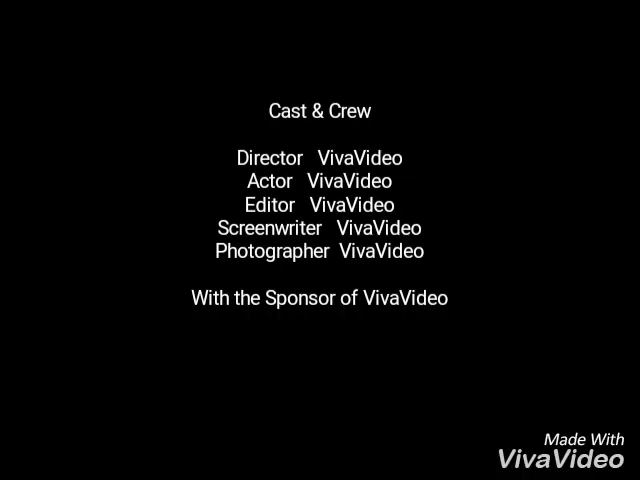 Cast & Crew
Director VivaVideo
Actor VivaVideo
Editor VivaVideo
Screenwriter VivaVideo
Photographer VivaVideo
With the Sponsor of VivaVideo
Made With
VivaVideo